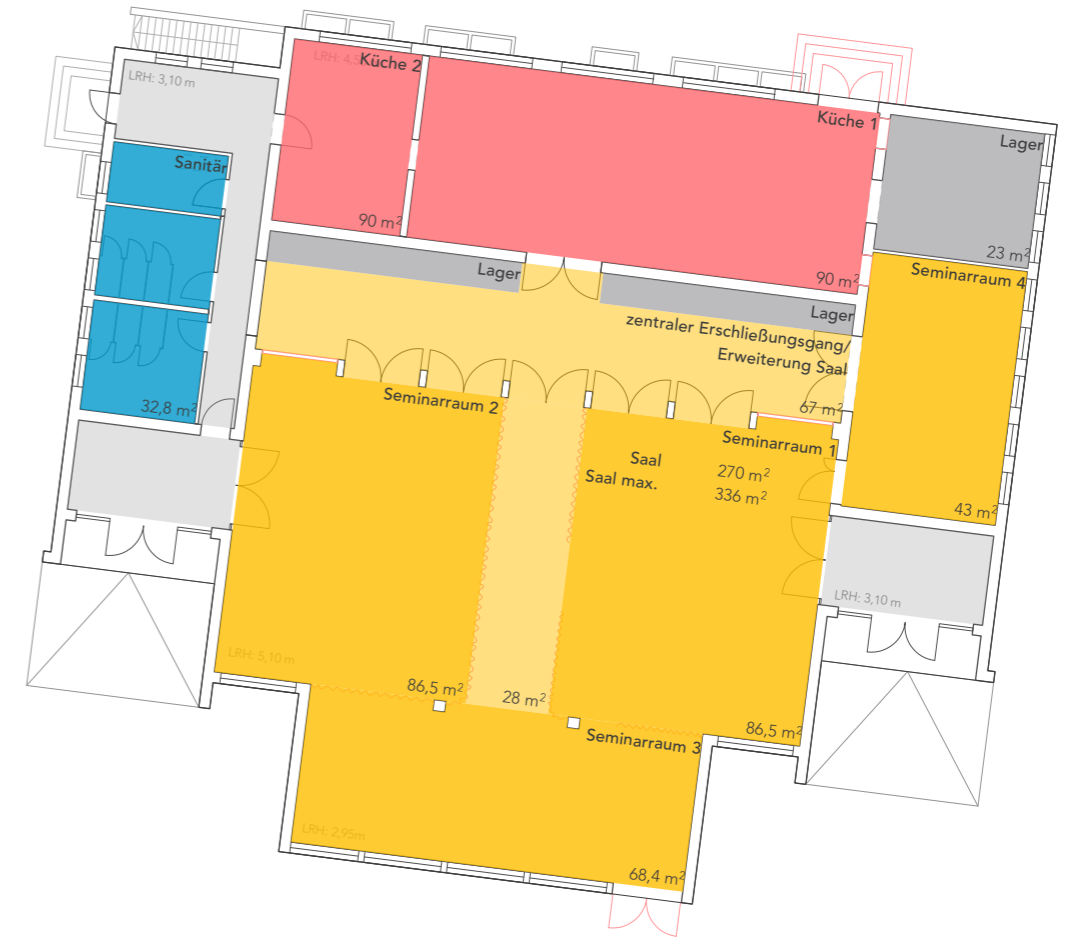 LRH: 3,10 m
Küche 2
Küche 1
Lager
Sanitär
90 m²
90 m²
23 m²
Seminarraum 4
Lager
Lager
zentraler Erschließungsgang/
Erweiterung Saal
67 m²
32,8 m²
Seminarraum 2
Seminarraum 1
Saal 270 m²
Saal max. 336 m²
43 m²
LRH: 3,10 m
LRH: 5,10 m
86,5 m²
28 m²
86,5 m²
Seminarraum 3
LRH: 2,95m
68,4 m²